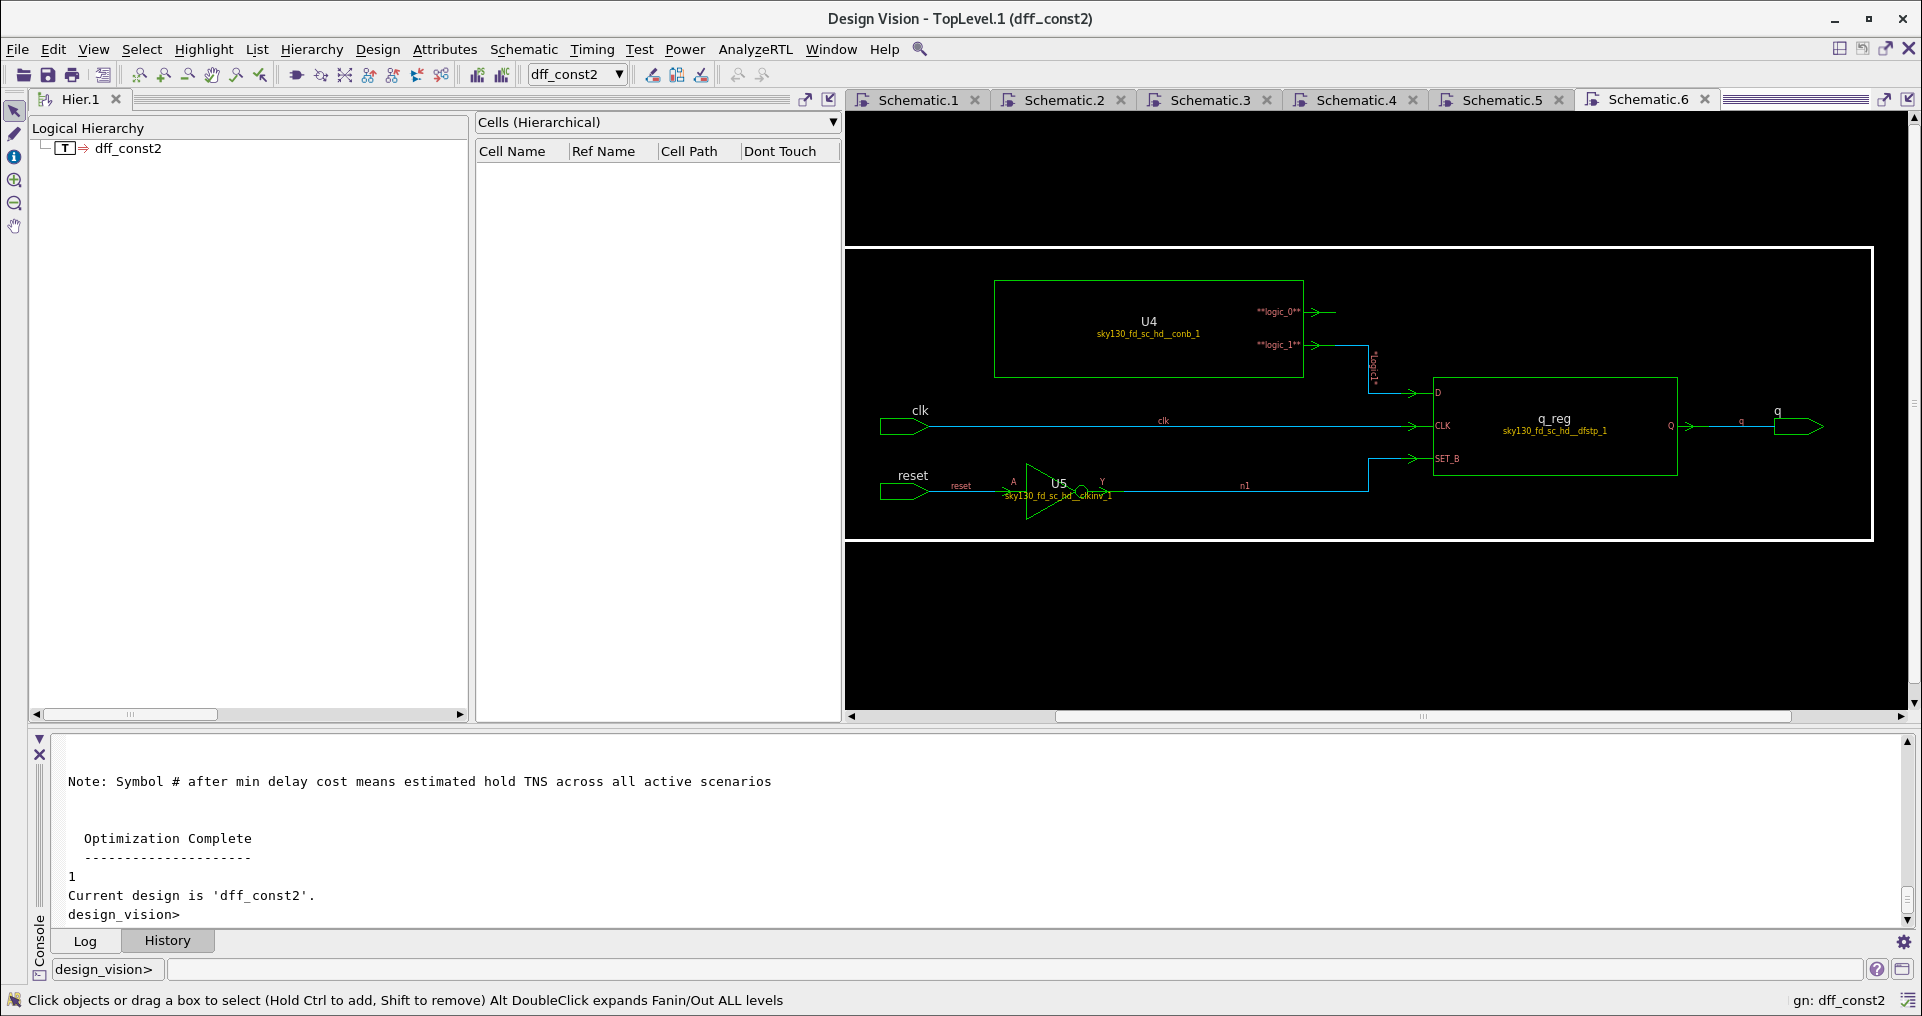 Design Vision - TopLevel.1 (dff_const2)
File Edit View Select Highlight List Hierarchy Design Attributes Schematic Timing Test Power AnalyzeRTL Window Help
dff_const2
Hier.1
Schematic.1 Schematic.2 Schematic.3 Schematic.4 Schematic.5 Schematic.6
Logical Hierarchy
T dff_const2
Cells (Hierarchical)
Cell Name Ref Name Cell Path Dont Touch
U4
sky130_fd_sc_hd__conb_1
**logic_0**
**logic_1**
*Logic1*
clk
clk
reset
reset
A
U5
sky130_fd_sc_hd__clkinv_1
Y
n1
D
CLK
SET_B
q_reg
sky130_fd_sc_hd__dfstp_1
Q
q
q
Note: Symbol # after min delay cost means estimated hold TNS across all active scenarios
Optimization Complete
---------------------
1
Current design is 'dff_const2'.
design_vision>
Console
Log History
design_vision>
Click objects or drag a box to select (Hold Ctrl to add, Shift to remove) Alt DoubleClick expands Fanin/Out ALL levels
gn: dff_const2